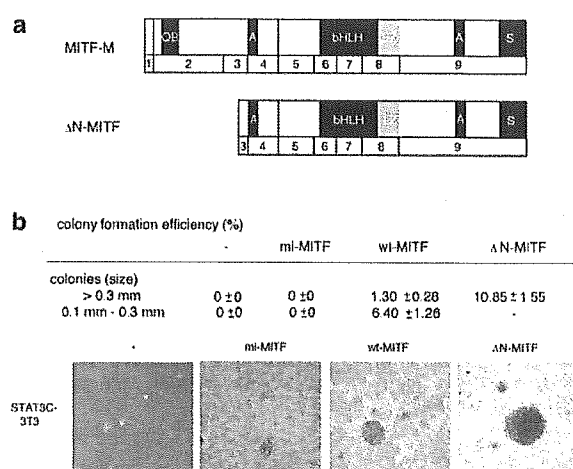 a
MITF-M
QB A bHLH A S
1 2 3 4 5 6 7 8 9
ΔN-MITF
A bHLH A S
3 4 5 6 7 8 9
b colony formation efficiency (%)
- mi-MITF wt-MITF ΔN-MITF
colonies (size)
> 0.3 mm 0 ±0 0 ±0 1.30 ±0.28 10.85 ± 1.55
0.1 mm - 0.3 mm 0 ±0 0 ±0 6.40 ±1.26 -
- mi-MITF wt-MITF ΔN-MITF
STAT3C-
3T3